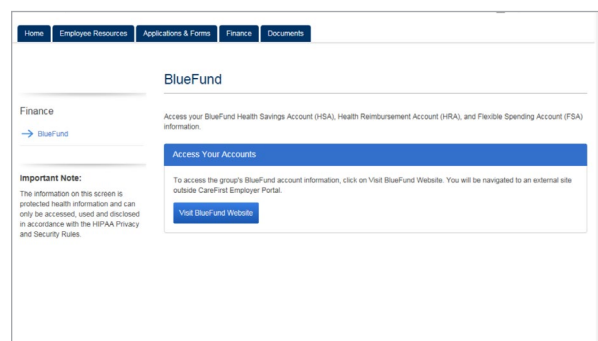 Home Employee Resources Applications & Forms Finance Documents
BlueFund
Finance
→ BlueFund
Important Note:
The information on this screen is
protected health information and can
only be accessed, used and disclosed
in accordance with the HIPAA Privacy
and Security Rules.
Access your BlueFund Health Savings Account (HSA), Health Reimbursement Account (HRA), and Flexible Spending Account (FSA)
information.
Access Your Accounts
To access the group's BlueFund account information, click on Visit BlueFund Website. You will be navigated to an external site
outside CareFirst Employer Portal.
Visit BlueFund Website